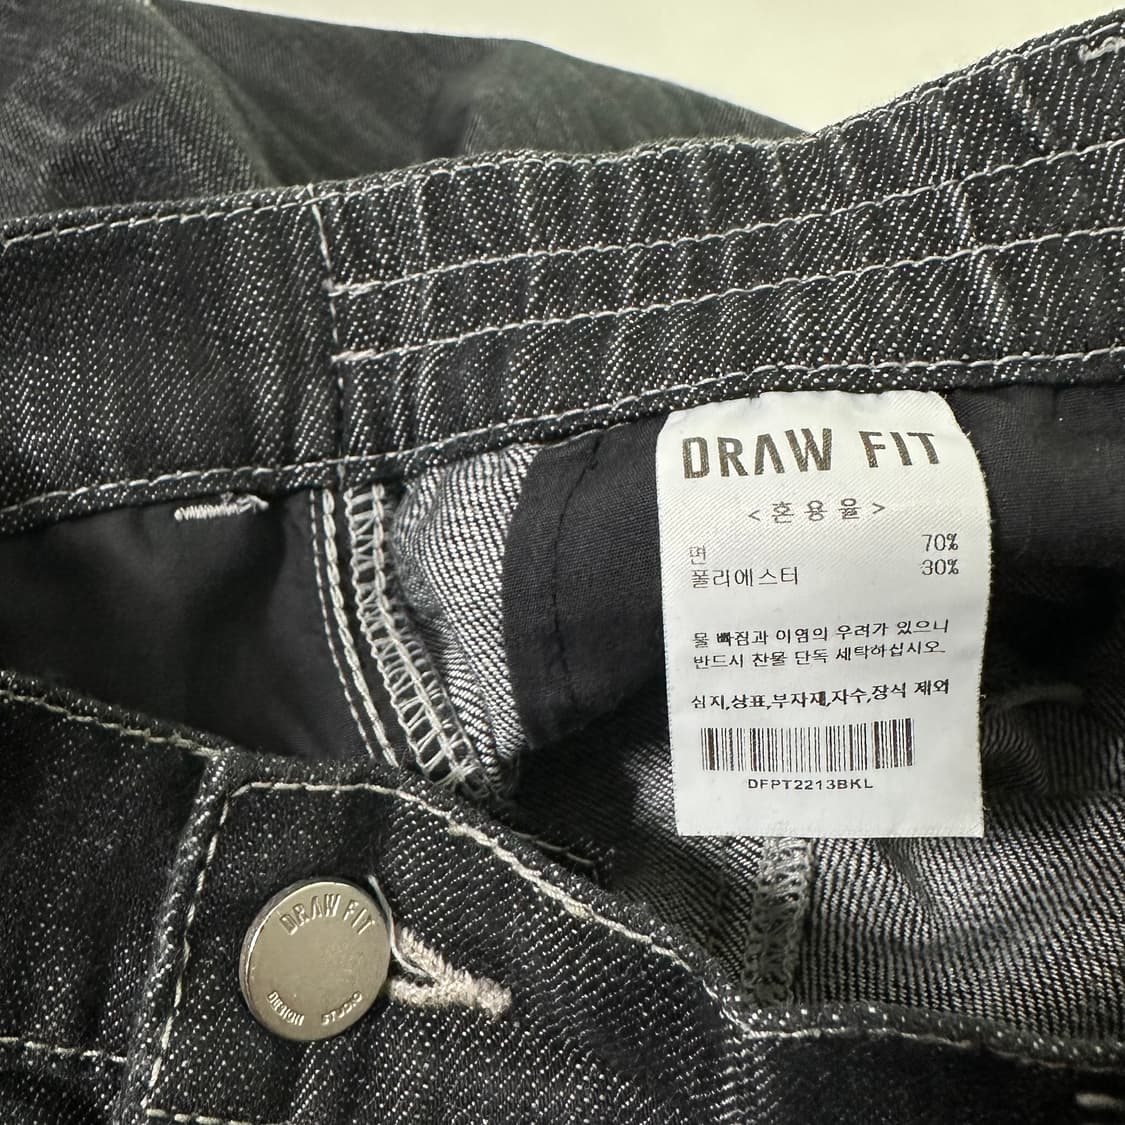 DRAW FIT
<혼용율>
면 70%
폴리에스터 30%
물 빠짐과 이염의 우려가 있으니
반드시 찬물 단독 세탁하십시오.
심지,상표,부자재,자수,장식 제외
DFPT2213BKL
DRAW FIT
DESIGN STUDIO